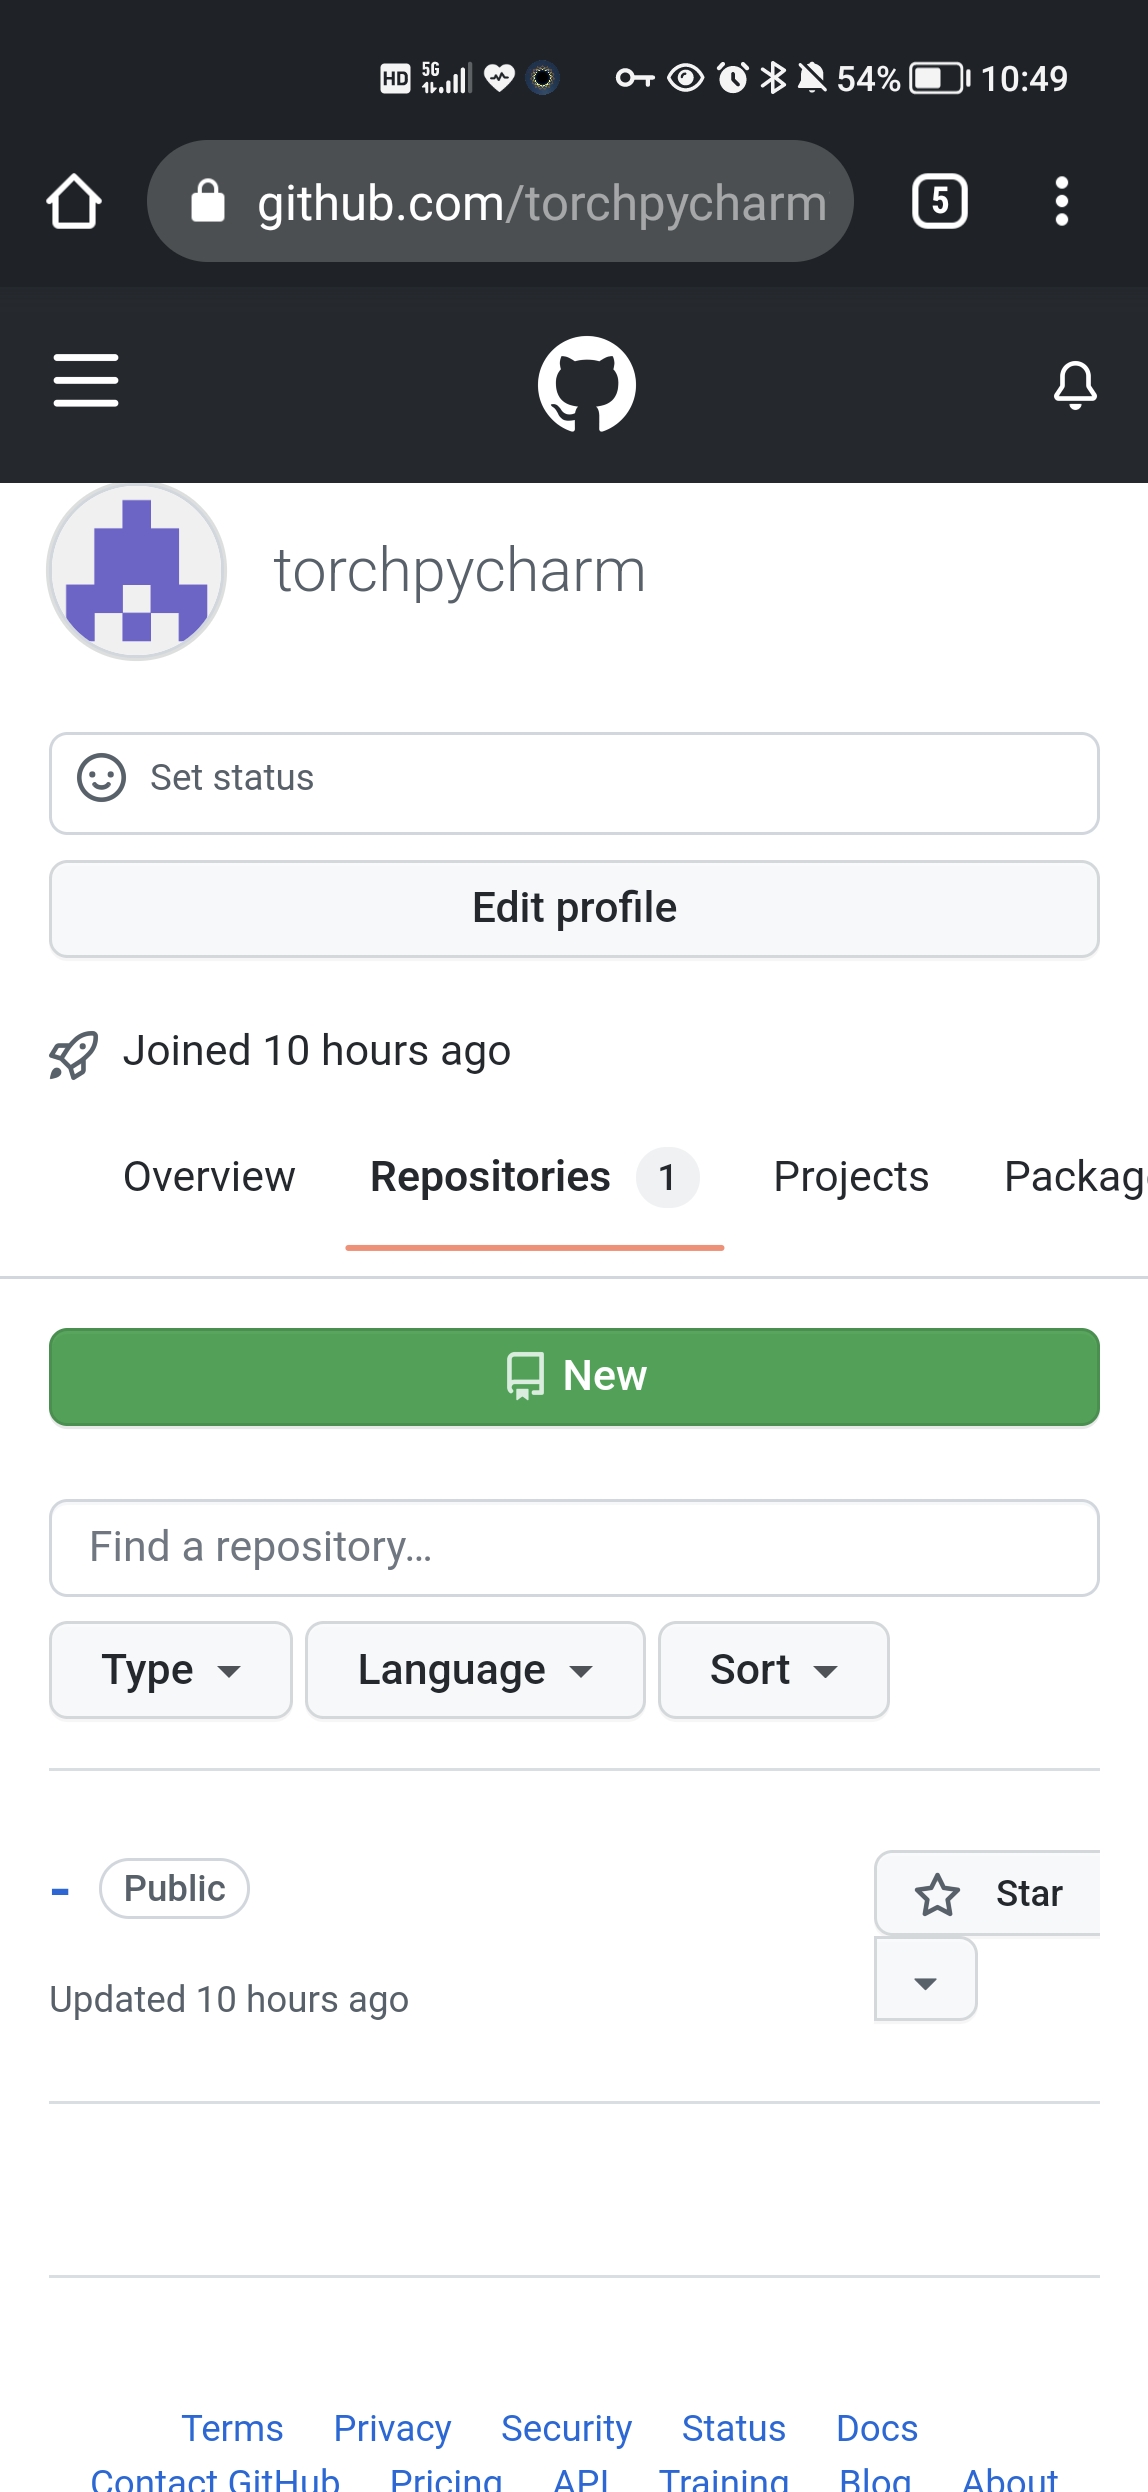 HD 5G 54% 10:49
github.com/torchpycharm 5
torchpycharm
Set status
Edit profile
Joined 10 hours ago
Overview Repositories 1 Projects Packag
New
Find a repository…
Type Language Sort
- Public Star
Updated 10 hours ago
Terms Privacy Security Status Docs
Contact GitHub Pricing API Training Blog About